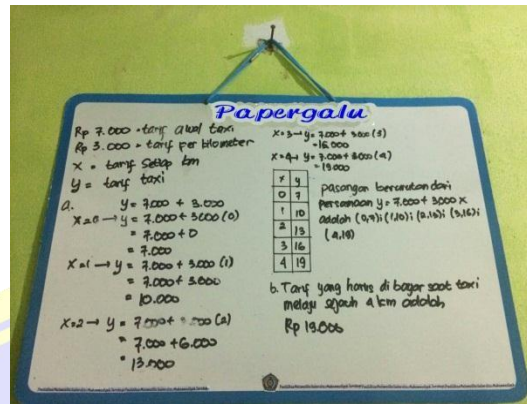 Papergalu
Rp 7.000 = tarif awal taxi
Rp 3.000 = tarif per kilometer
x = tarif setiap km
y = tarif taxi
a. y = 7.000 + 3.000
x=0 → y = 7.000 + 3000 (0)
= 7.000 + 0
= 7.000
x=1 → y = 7.000 + 3.000 (1)
= 7.000 + 3.000
= 10.000
x=2 → y = 7.000 + 3.000 (2)
= 7.000 + 6.000
= 13.000
x=3 → y = 7.000 + 3.000 (3)
= 16.000
x=4 → y = 7.000 + 3000 (4)
= 19.000
x y
0 7
1 10
2 13
3 16
4 19
pasangan berurutan dari
persamaan y = 7.000 + 3000 x
adalah (0,7); (1,10); (2,13); (3,16);
(4,19)
b. Tarif yang harus di bayar saat taxi
melaju sejauh 4 km adalah
Rp 19.000